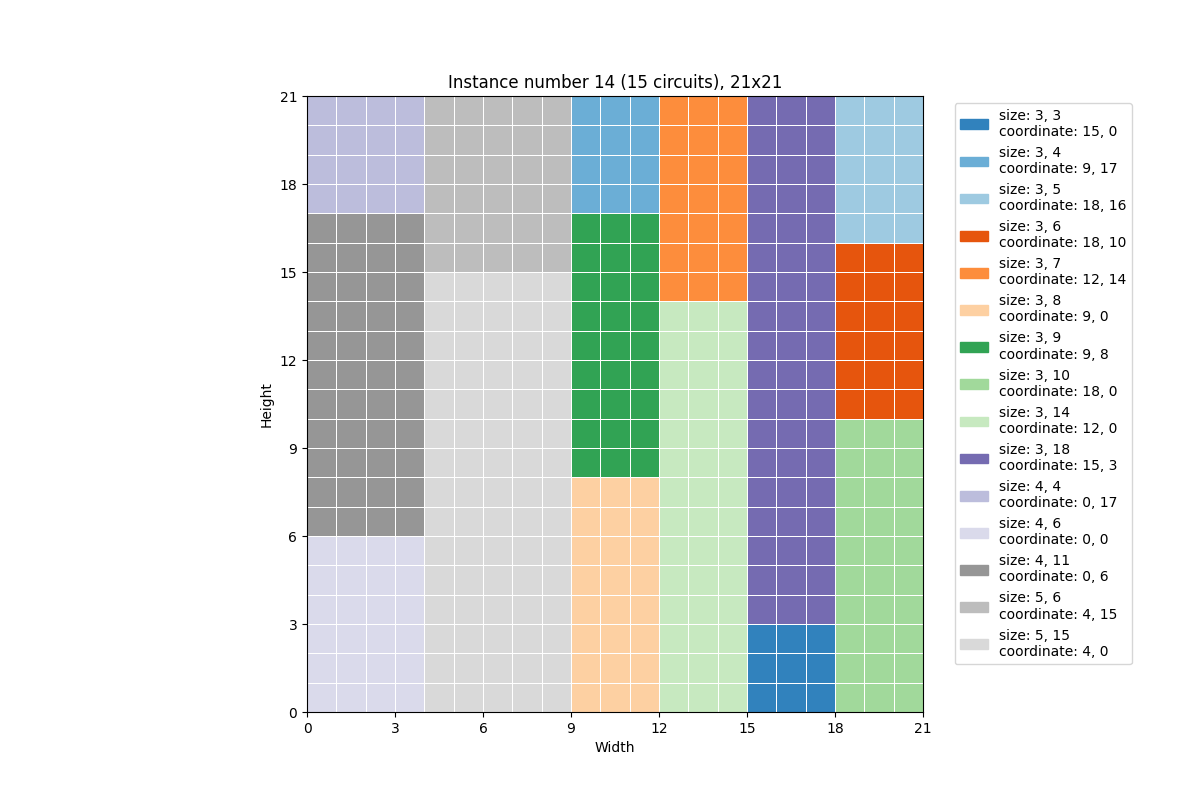 Instance number 14 (15 circuits), 21x21
21
18
15
12
9
6
3
0
Height
0 3 6 9 12 15 18 21
Width
size: 3, 3
coordinate: 15, 0
size: 3, 4
coordinate: 9, 17
size: 3, 5
coordinate: 18, 16
size: 3, 6
coordinate: 18, 10
size: 3, 7
coordinate: 12, 14
size: 3, 8
coordinate: 9, 0
size: 3, 9
coordinate: 9, 8
size: 3, 10
coordinate: 18, 0
size: 3, 14
coordinate: 12, 0
size: 3, 18
coordinate: 15, 3
size: 4, 4
coordinate: 0, 17
size: 4, 6
coordinate: 0, 0
size: 4, 11
coordinate: 0, 6
size: 5, 6
coordinate: 4, 15
size: 5, 15
coordinate: 4, 0